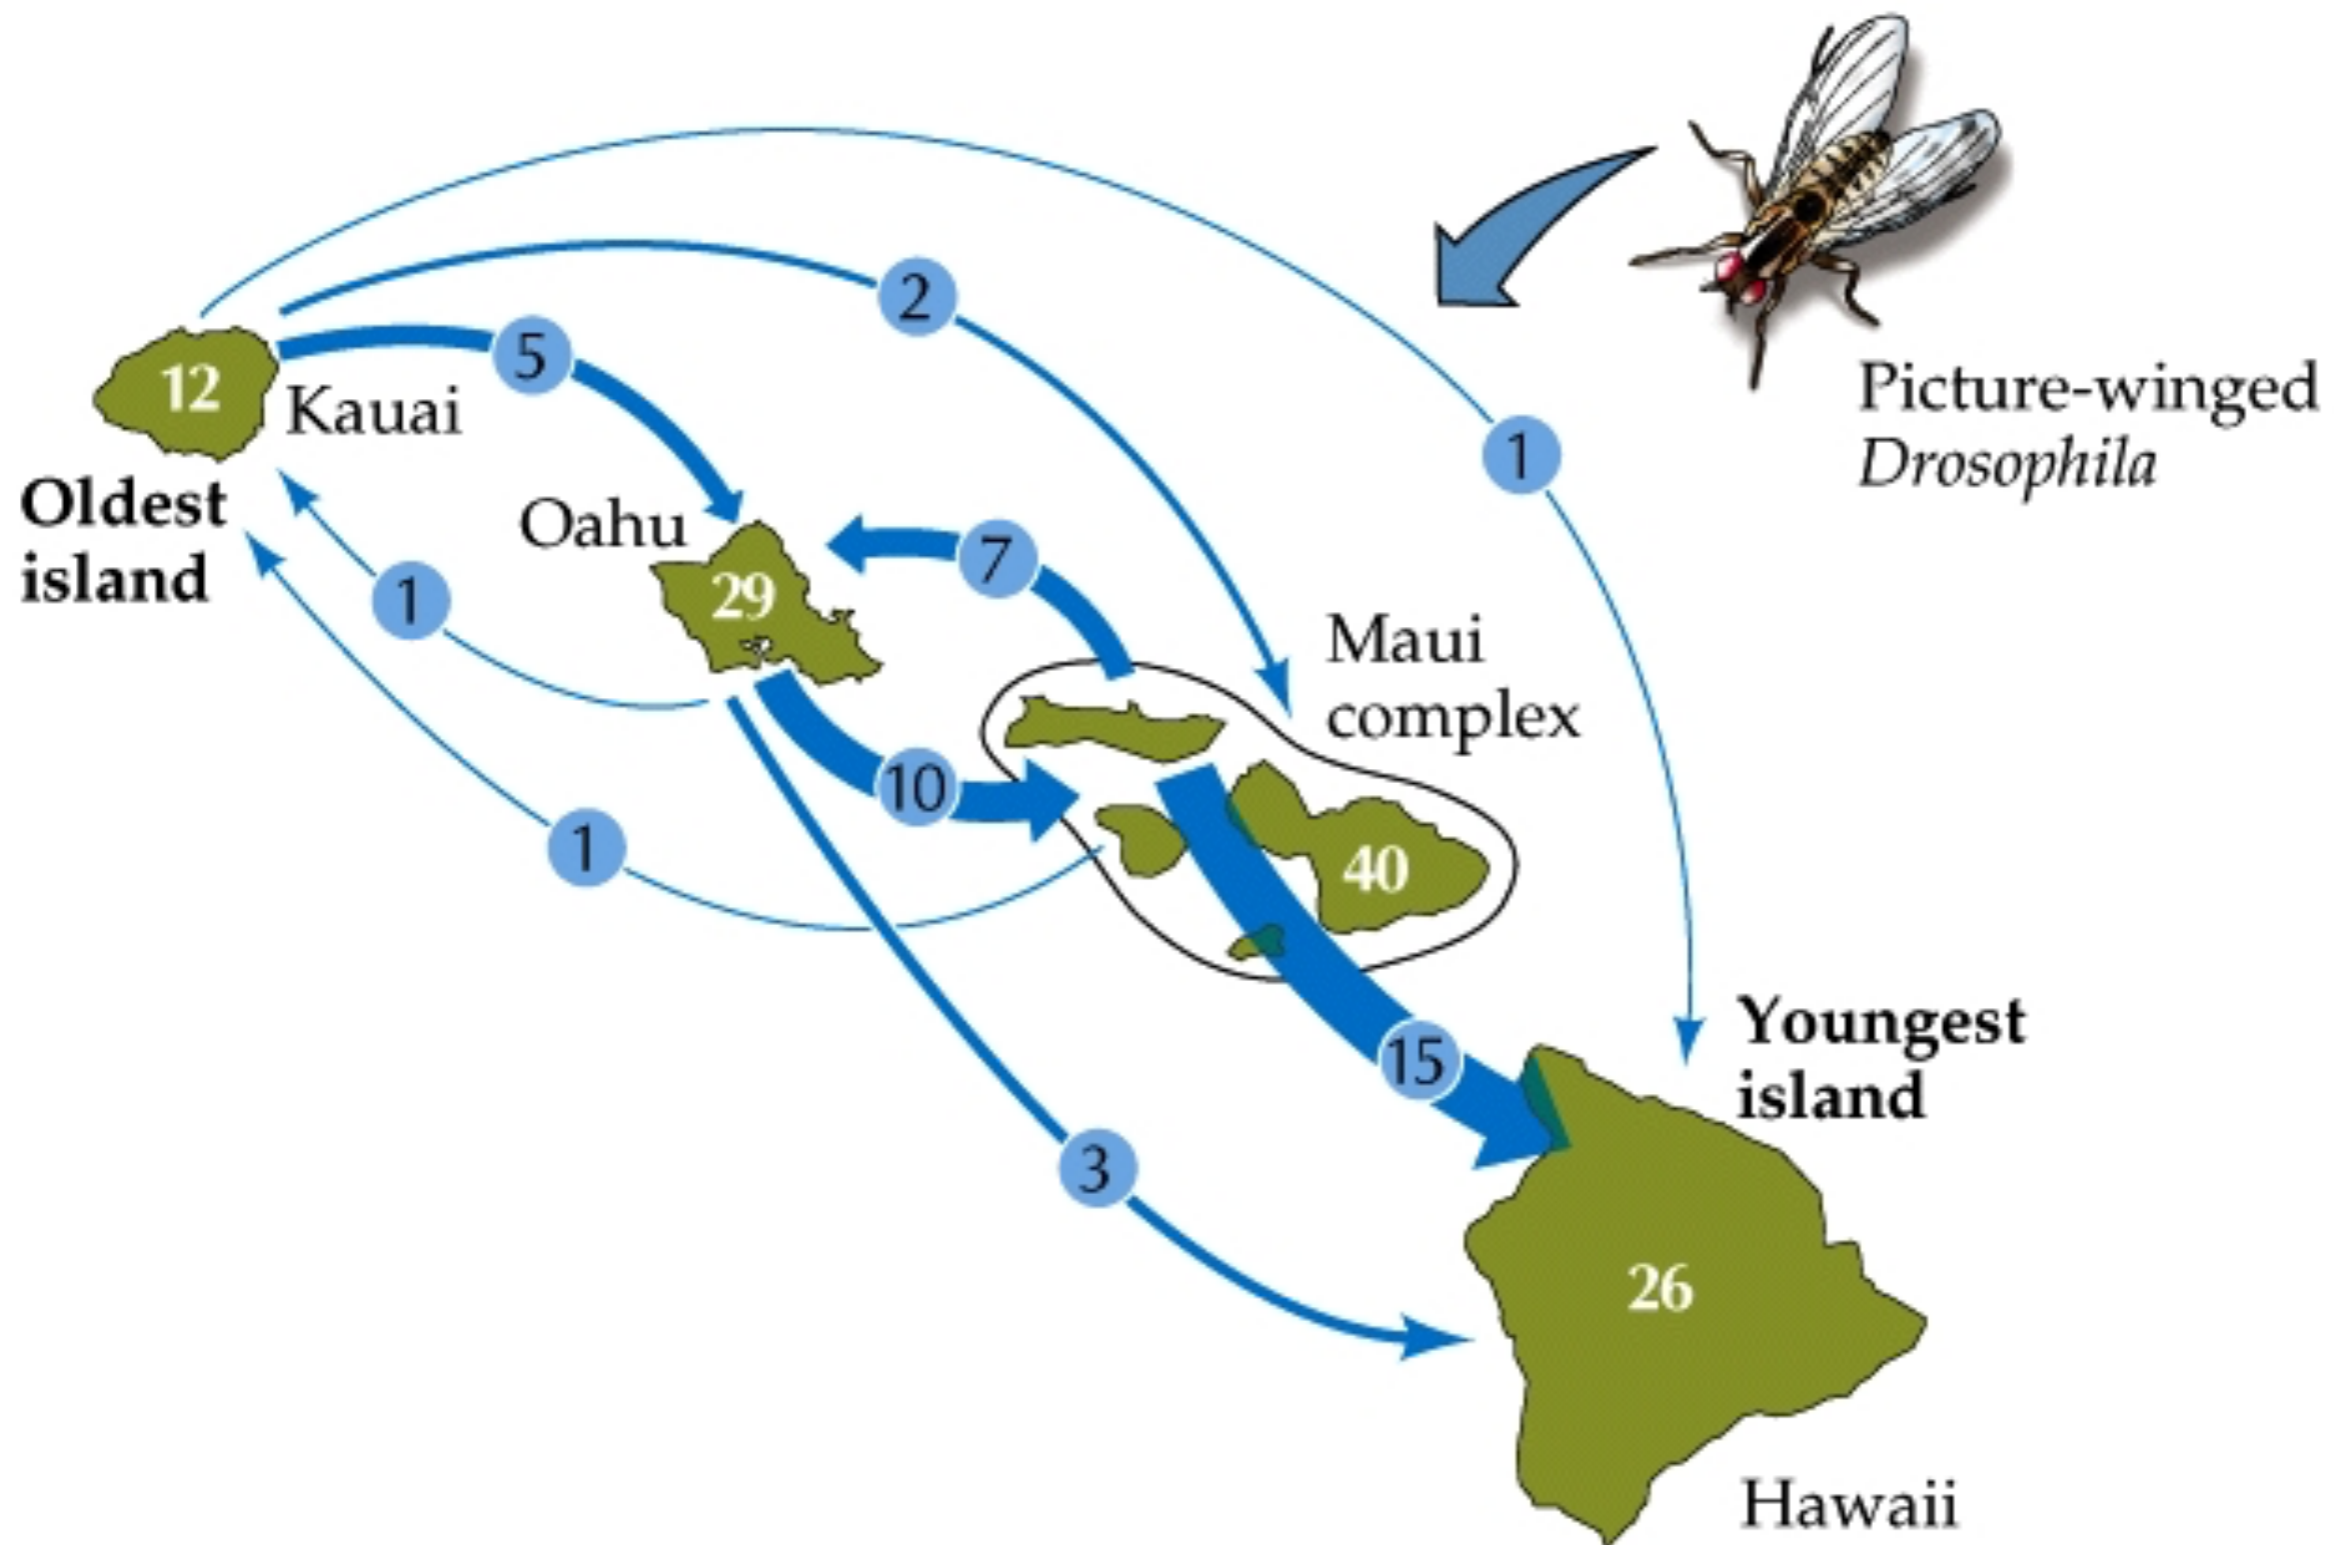 2
5
12
Kauai
1
Picture-winged
Drosophila
Oldest
island
Oahu
7
29
1
Maui
complex
10
1
40
Youngest
island
15
3
26
Hawaii